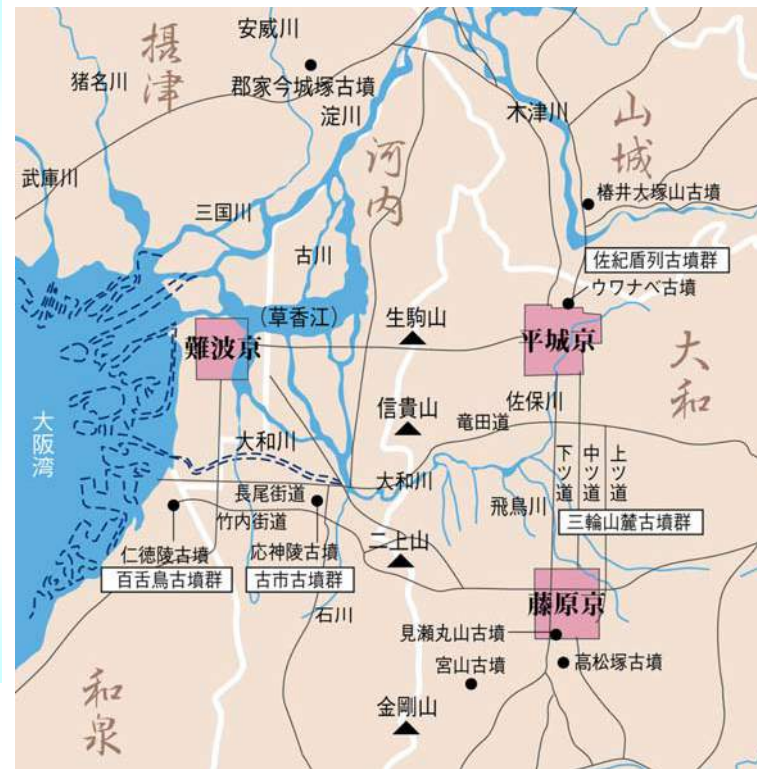 摂津
安威川
猪名川
郡家今城塚古墳
淀川
木津川
山城
河内
武庫川
椿井大塚山古墳
三国川
古川
佐紀盾列古墳群
ウワナベ古墳
(草香江)
生駒山
難波京
平城京
大和
佐保川
信貴山
竜田道
大阪湾
大和川
大和川
下ツ道
中ツ道
上ツ道
長尾街道
飛鳥川
竹内街道
三輪山麓古墳群
仁徳陵古墳
応神陵古墳
二上山
百舌鳥古墳群
古市古墳群
藤原京
石川
見瀬丸山古墳
宮山古墳
高松塚古墳
和泉
金剛山